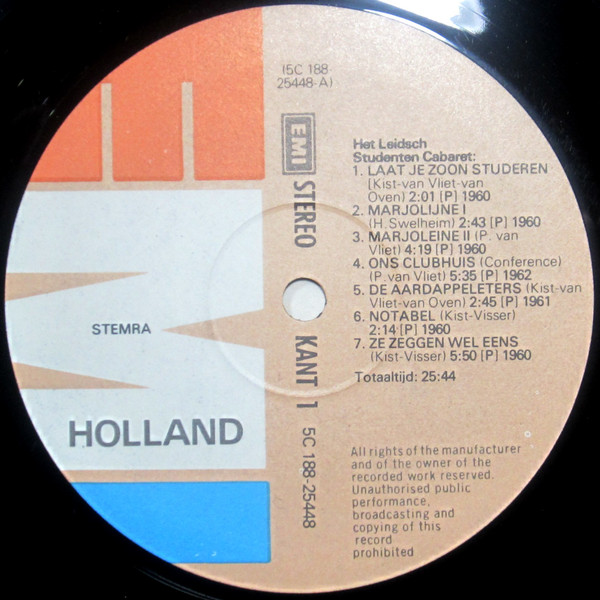 (5C 188-
25448-A)
EMI
STEREO
KANT 1
5C 188-25448
STEMRA
HOLLAND
Het Leidsch
Studenten Cabaret:
1. LAAT JE ZOON STUDEREN
(Kist-van Vliet-van
Oven) 2:01 [P] 1960
2. MARJOLIJNE I
(H. Swelheim) 2:43 [P] 1960
3. MARJOLEINE II (P. van
Vliet) 4:19 [P] 1960
4. ONS CLUBHUIS (Conference)
(P. van Vliet) 5:35 [P] 1962
5. DE AARDAPPELETERS (Kist-van
Vliet-van Oven) 2:45 [P] 1961
6. NOTABEL (Kist-Visser)
2:14 [P] 1960
7. ZE ZEGGEN WEL EENS
(Kist-Visser) 5:50 [P] 1960
Totaaltijd: 25:44
All rights of the manufacturer
and of the owner of the
recorded work reserved.
Unauthorised public
performance,
broadcasting and
copying of this
record
prohibited